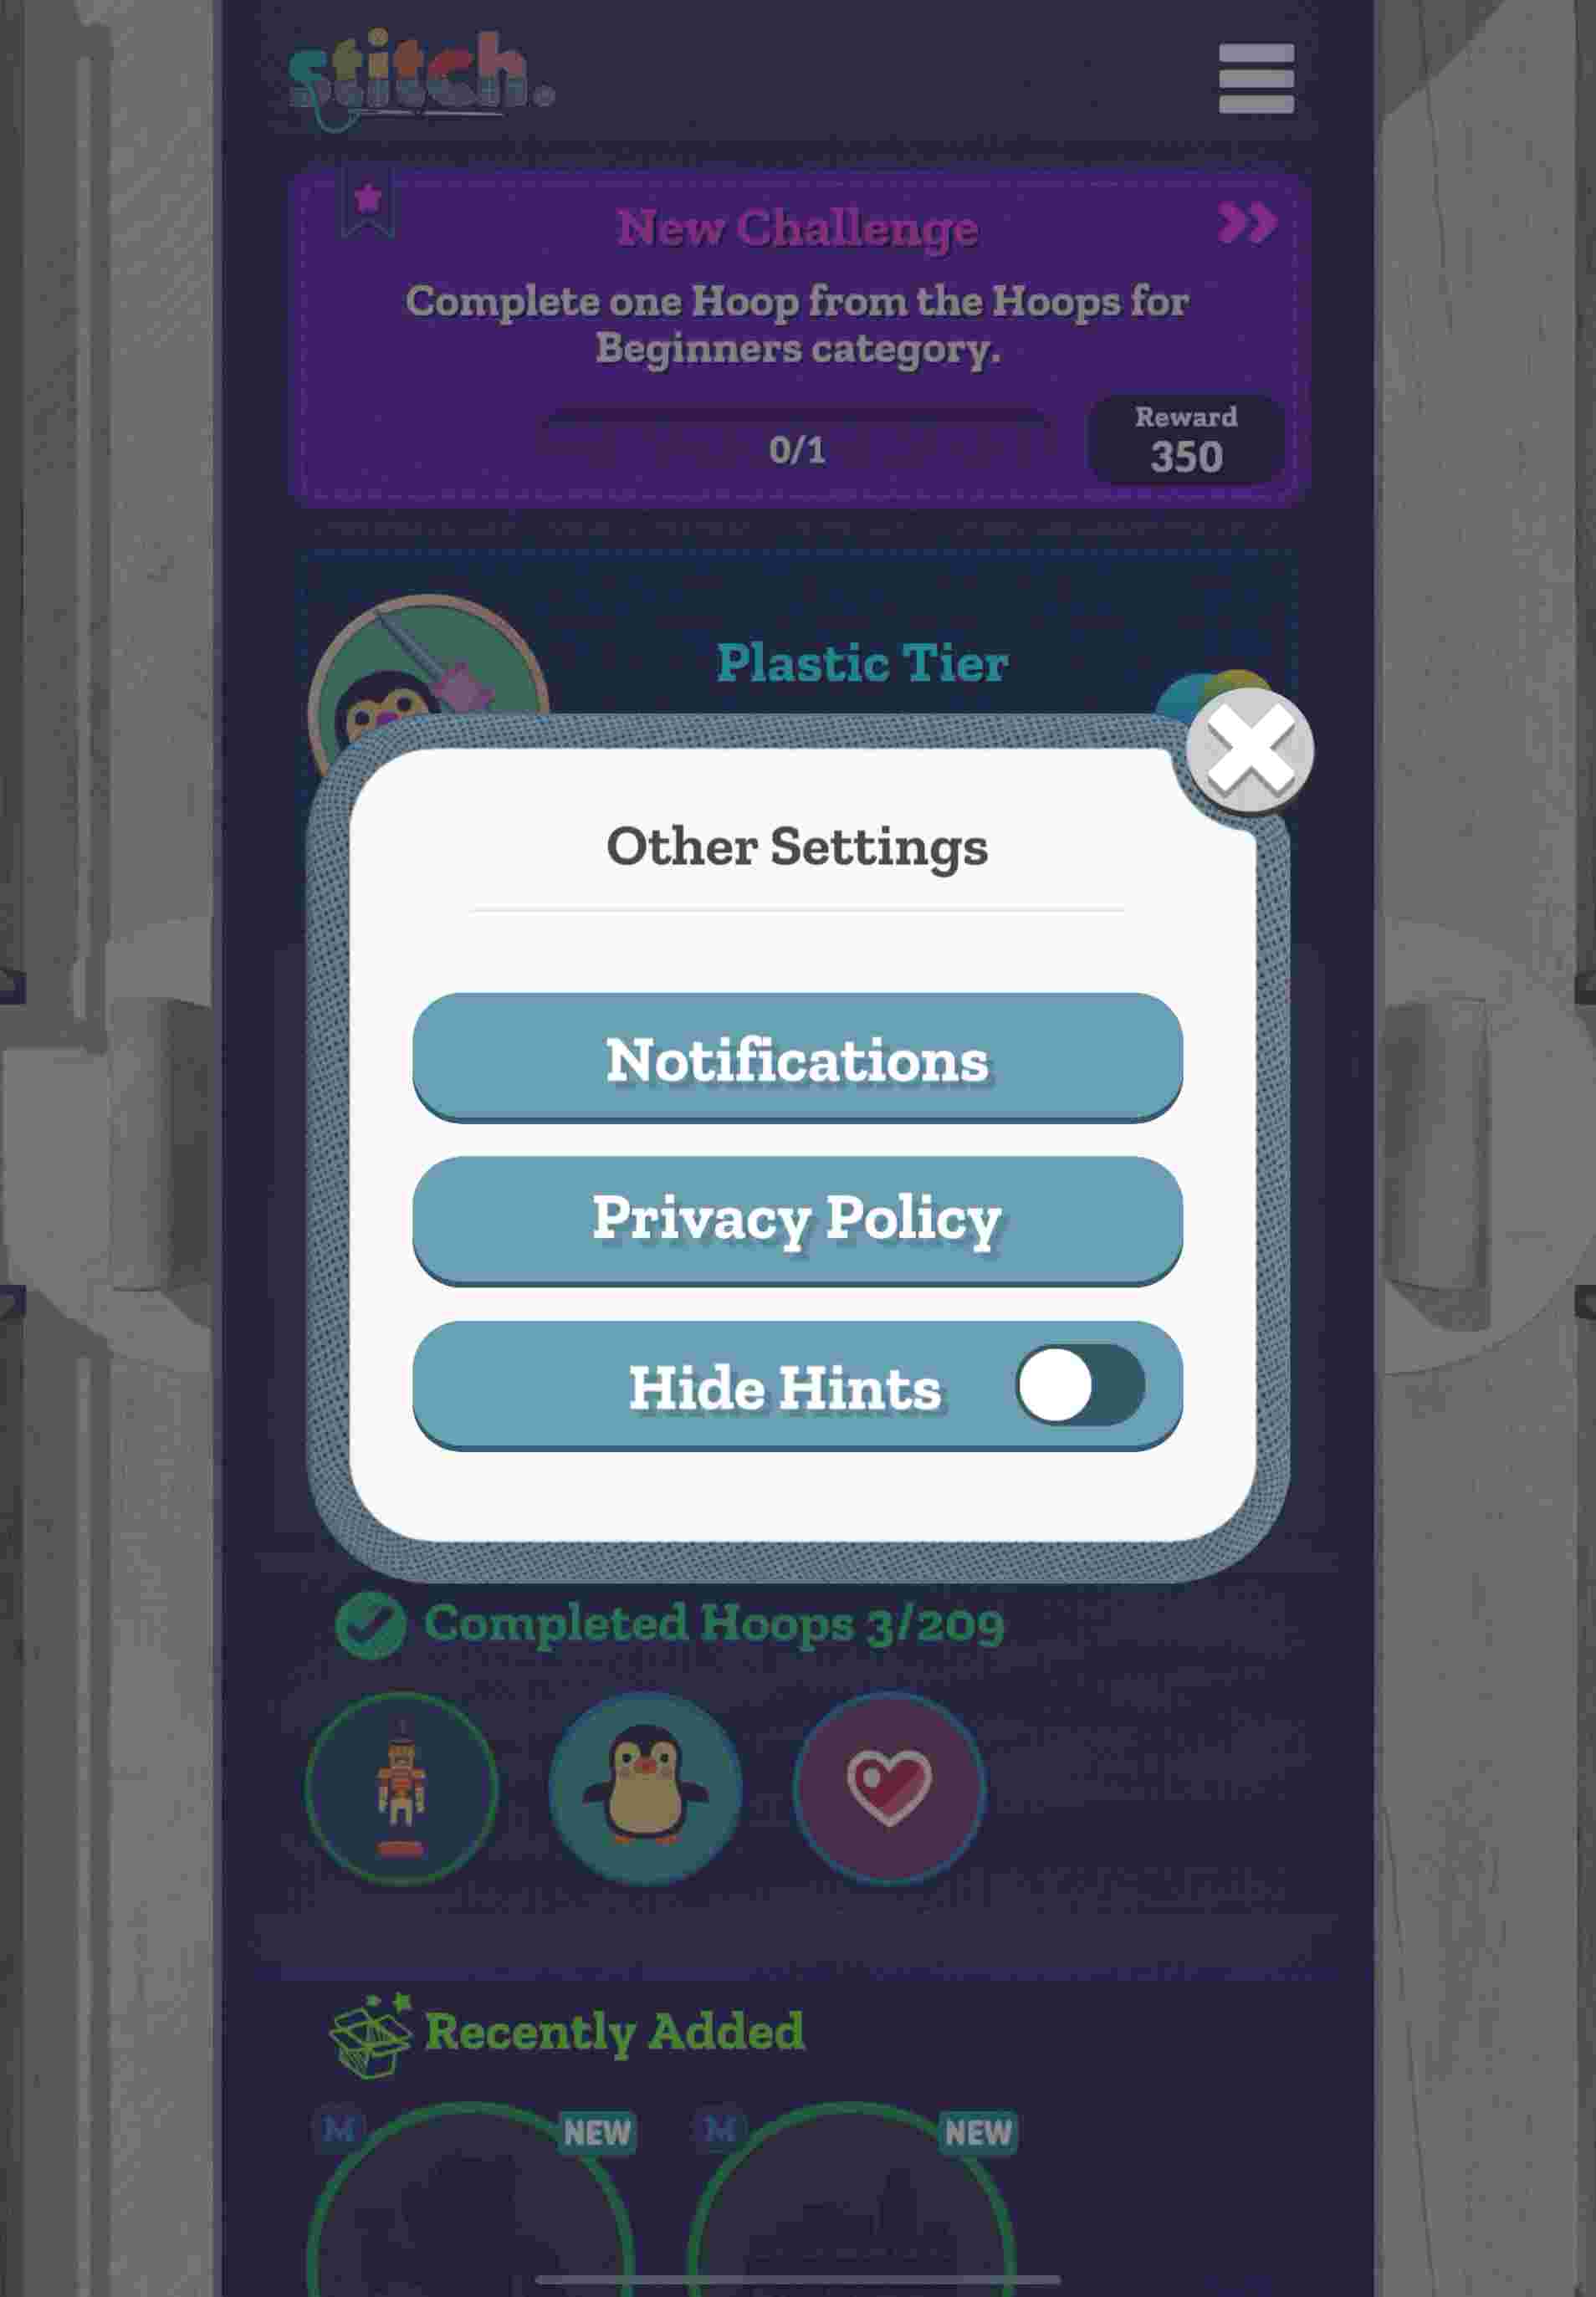 stitch.
New Challenge
Complete one Hoop from the Hoops for
Beginners category.
0/1
Reward
350
Plastic Tier
Other Settings
Notifications
Privacy Policy
Hide Hints
Completed Hoops 3/209
Recently Added
M
NEW
M
NEW